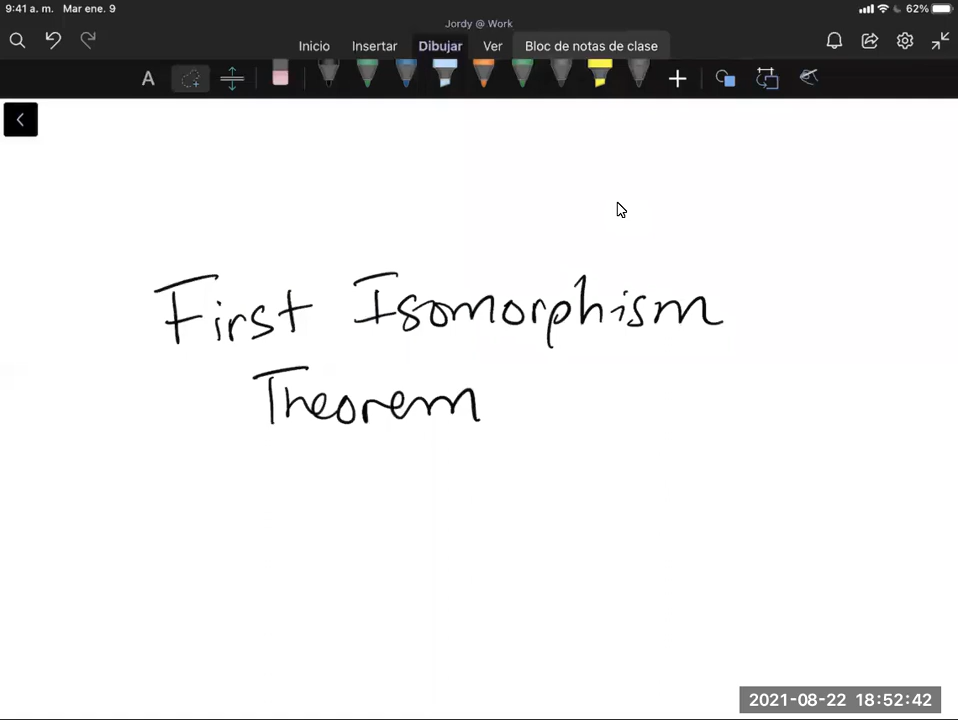 9:41 a. m. Mar ene. 9
62%
Jordy @ Work
Inicio Insertar Dibujar Ver Bloc de notas de clase
A
First Isomorphism
Theorem
2021-08-22 18:52:42